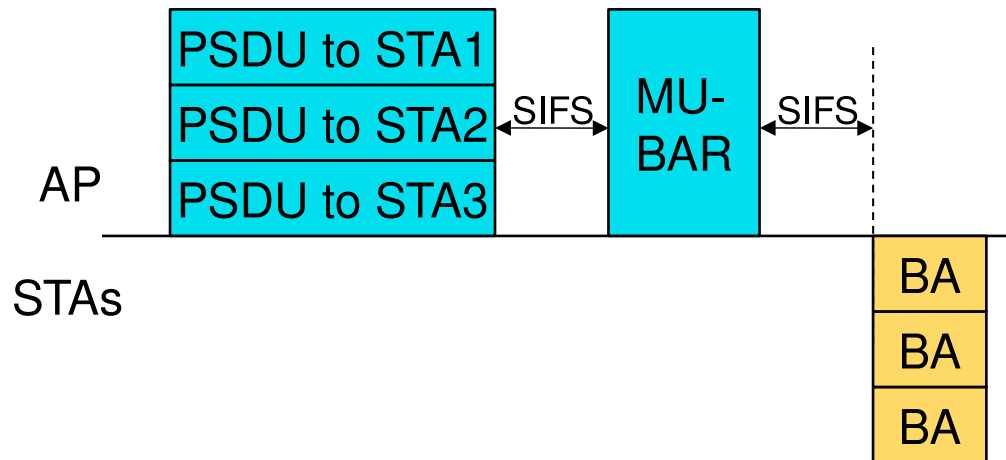 PSDU to STA1
PSDU to STA2
PSDU to STA3
SIFS
MU-
BAR
SIFS
AP
STAs
BA
BA
BA